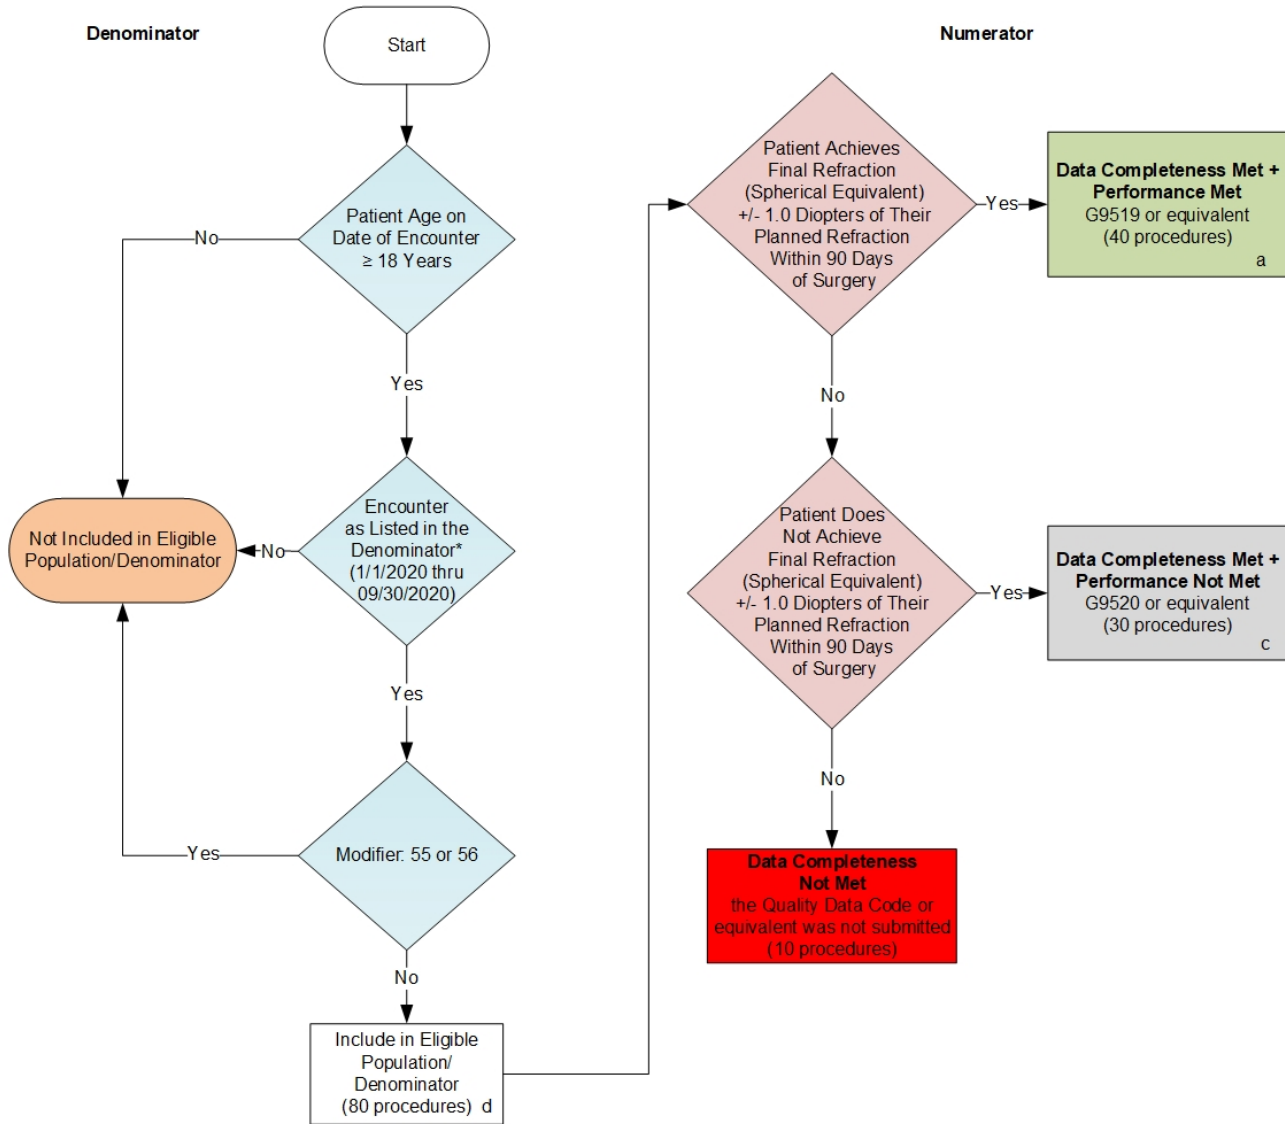 Denominator
Start
Numerator
Patient Age on
Date of Encounter
≥ 18 Years
No
Yes
Encounter
as Listed in the
Denominator*
(1/1/2020 thru
09/30/2020)
No
Not Included in Eligible
Population/Denominator
Yes
Modifier: 55 or 56
Yes
No
Include in Eligible
Population/
Denominator
(80 procedures) d
Patient Achieves
Final Refraction
(Spherical Equivalent)
+/- 1.0 Diopters of Their
Planned Refraction
Within 90 Days
of Surgery
Yes
Data Completeness Met +
Performance Met
G9519 or equivalent
(40 procedures)
a
No
Patient Does
Not Achieve
Final Refraction
(Spherical Equivalent)
+/- 1.0 Diopters of Their
Planned Refraction
Within 90 Days
of Surgery
Yes
Data Completeness Met +
Performance Not Met
G9520 or equivalent
(30 procedures)
c
No
Data Completeness
Not Met
the Quality Data Code or
equivalent was not submitted
(10 procedures)